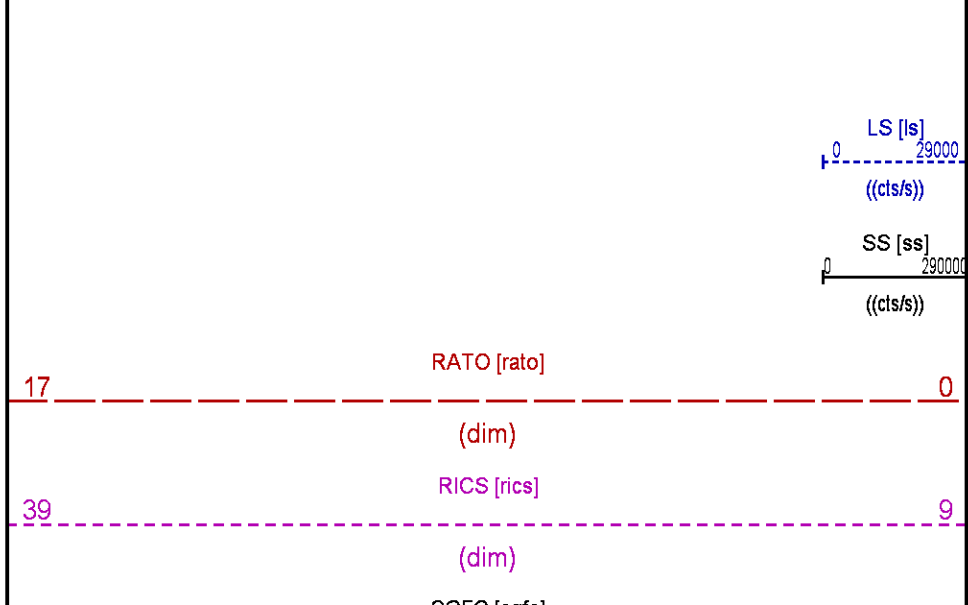 LS [ls]
0 29000
((cts/s))
SS [ss]
0 290000
((cts/s))
RATO [rato]
17 0
(dim)
RICS [rics]
39 9
(dim)